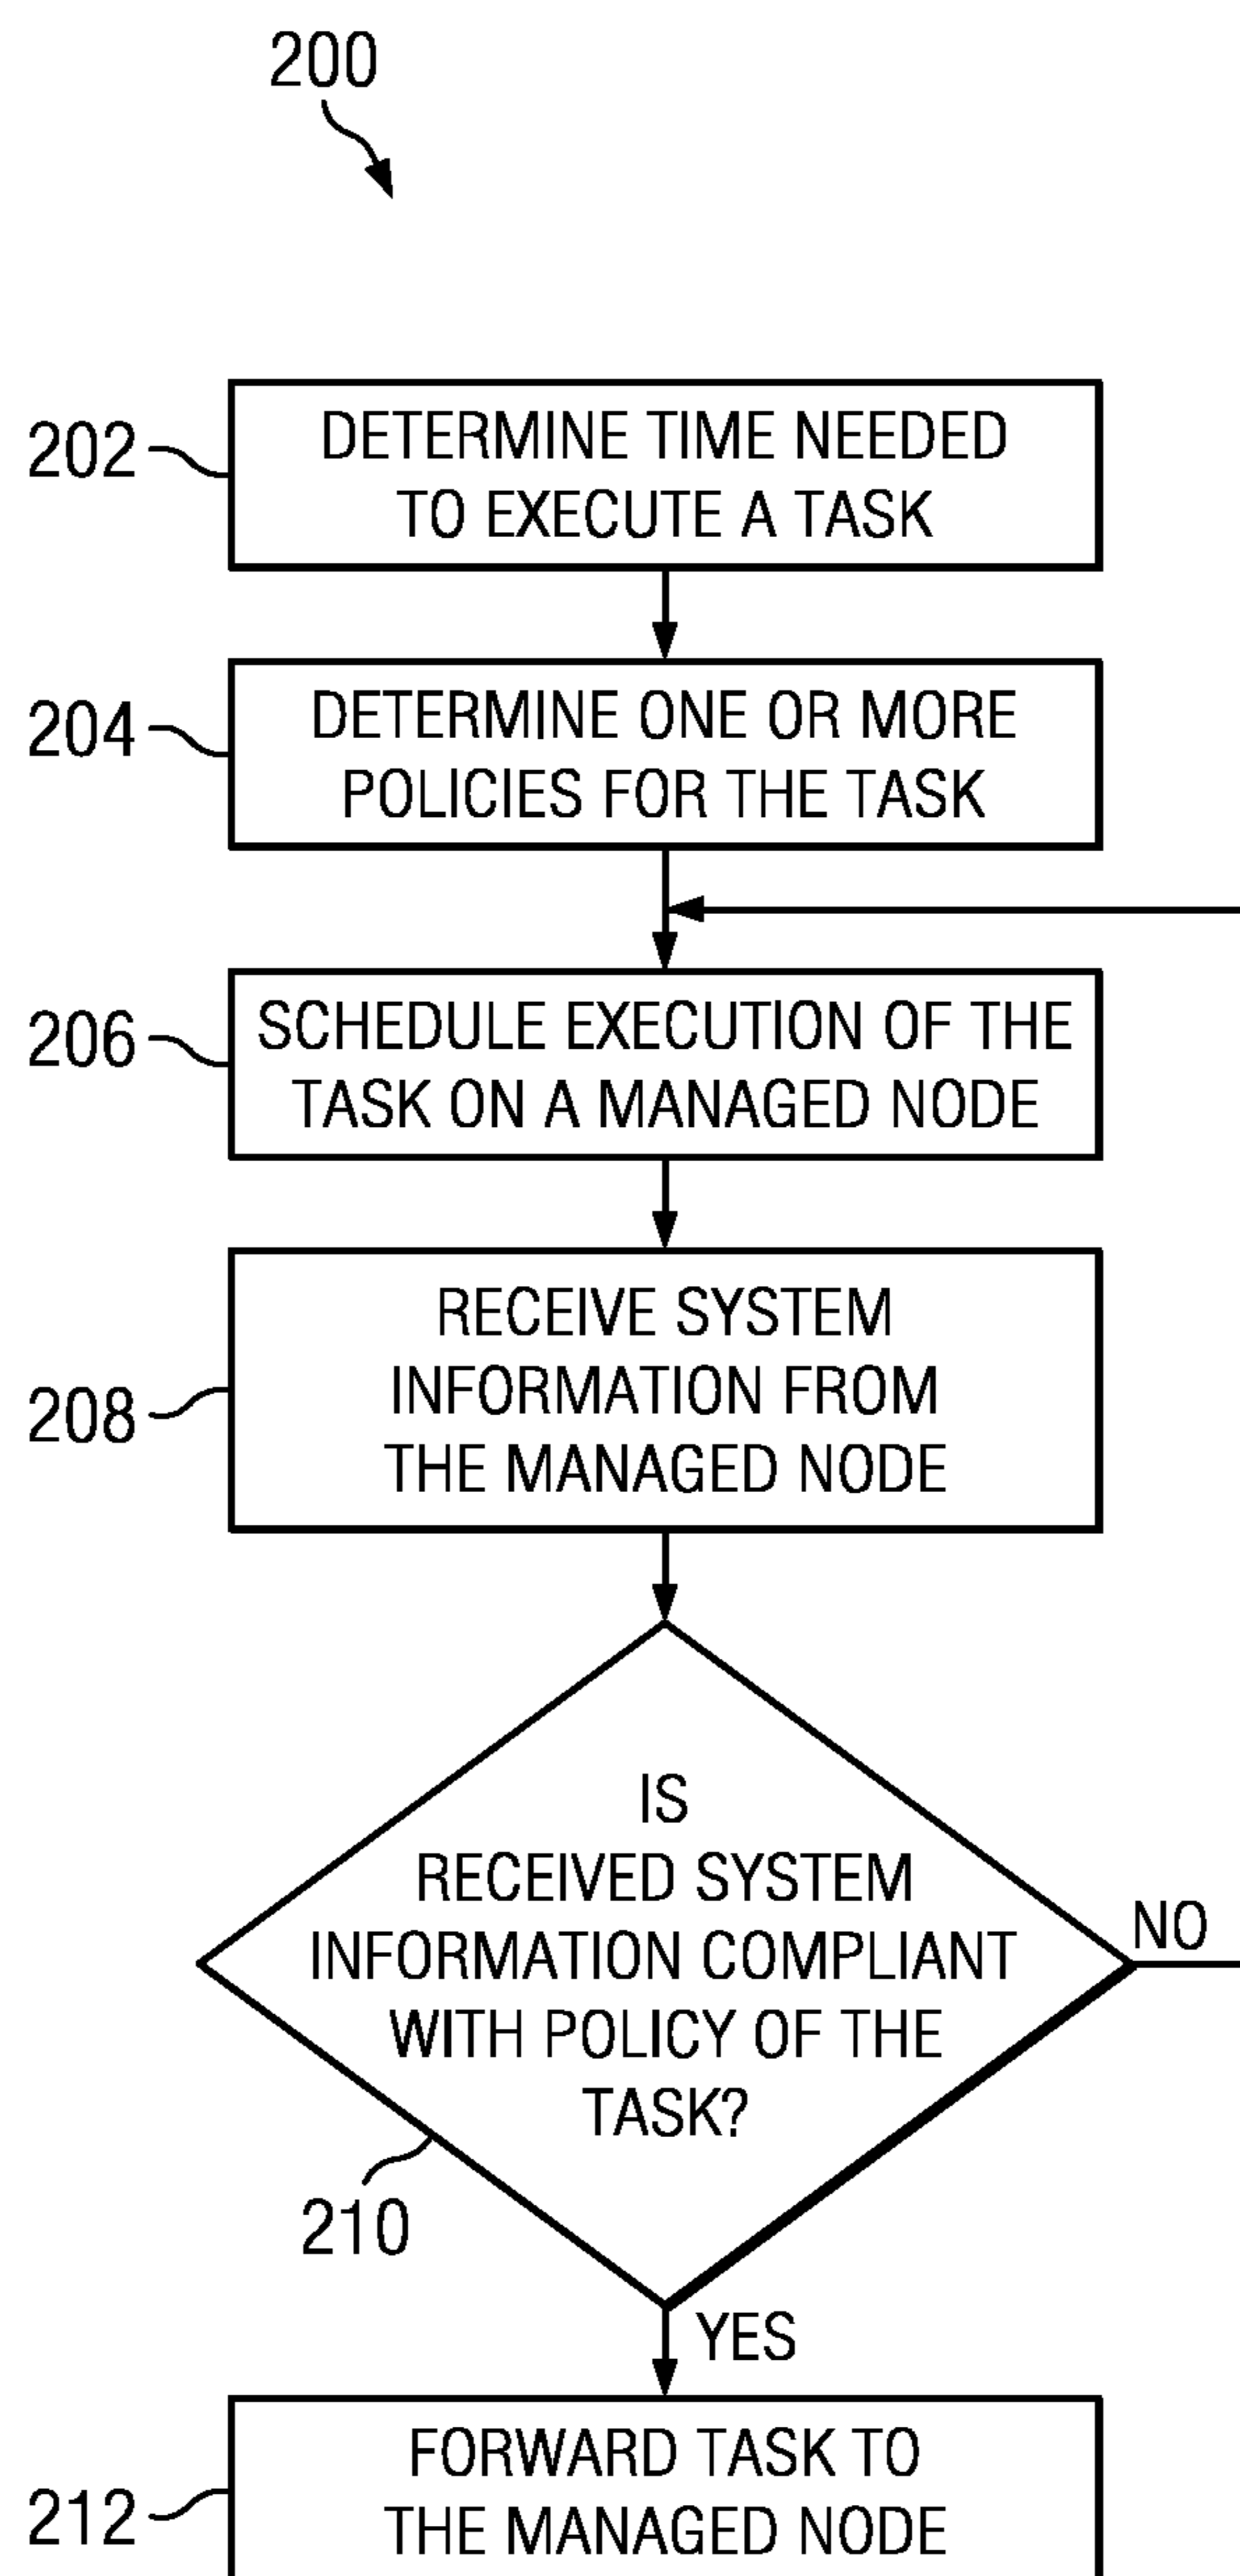 200
202
DETERMINE TIME NEEDED
TO EXECUTE A TASK
204
DETERMINE ONE OR MORE
POLICIES FOR THE TASK
206
SCHEDULE EXECUTION OF THE
TASK ON A MANAGED NODE
208
RECEIVE SYSTEM
INFORMATION FROM
THE MANAGED NODE
IS
RECEIVED SYSTEM
INFORMATION COMPLIANT
WITH POLICY OF THE
TASK?
NO
210
YES
212
FORWARD TASK TO
THE MANAGED NODE